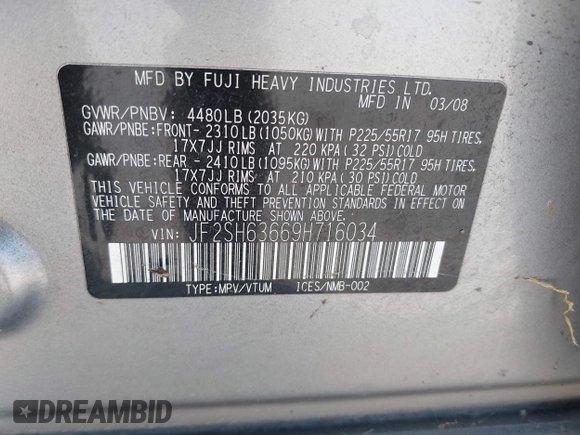 MFD BY FUJI HEAVY INDUSTRIES LTD.
MFD IN 03/08
GVWR/PNBV: 4480LB(2035KG)
GAWR/PNBE:FRONT- 2310LB(1050KG)WITH P225/55R17 95H TIRES,
17X7JJ RIMS AT 220 KPA(32 PSI)COLD
GAWR/PNBE:REAR - 2410LB(1095KG)WITH P225/55R17 95H TIRES,
17X7JJ RIMS AT 210 KPA(30 PSI)COLD
THIS VEHICLE CONFORMS TO ALL APPLICABLE FEDERAL MOTOR
VEHICLE SAFETY AND THEFT PREVENTION STANDARDS IN EFFECT ON
THE DATE OF MANUFACTURE SHOWN ABOVE.
VIN: JF2SH63669H716034
TYPE:MPV/VTUM ICES/NMB-002
DREAMBID